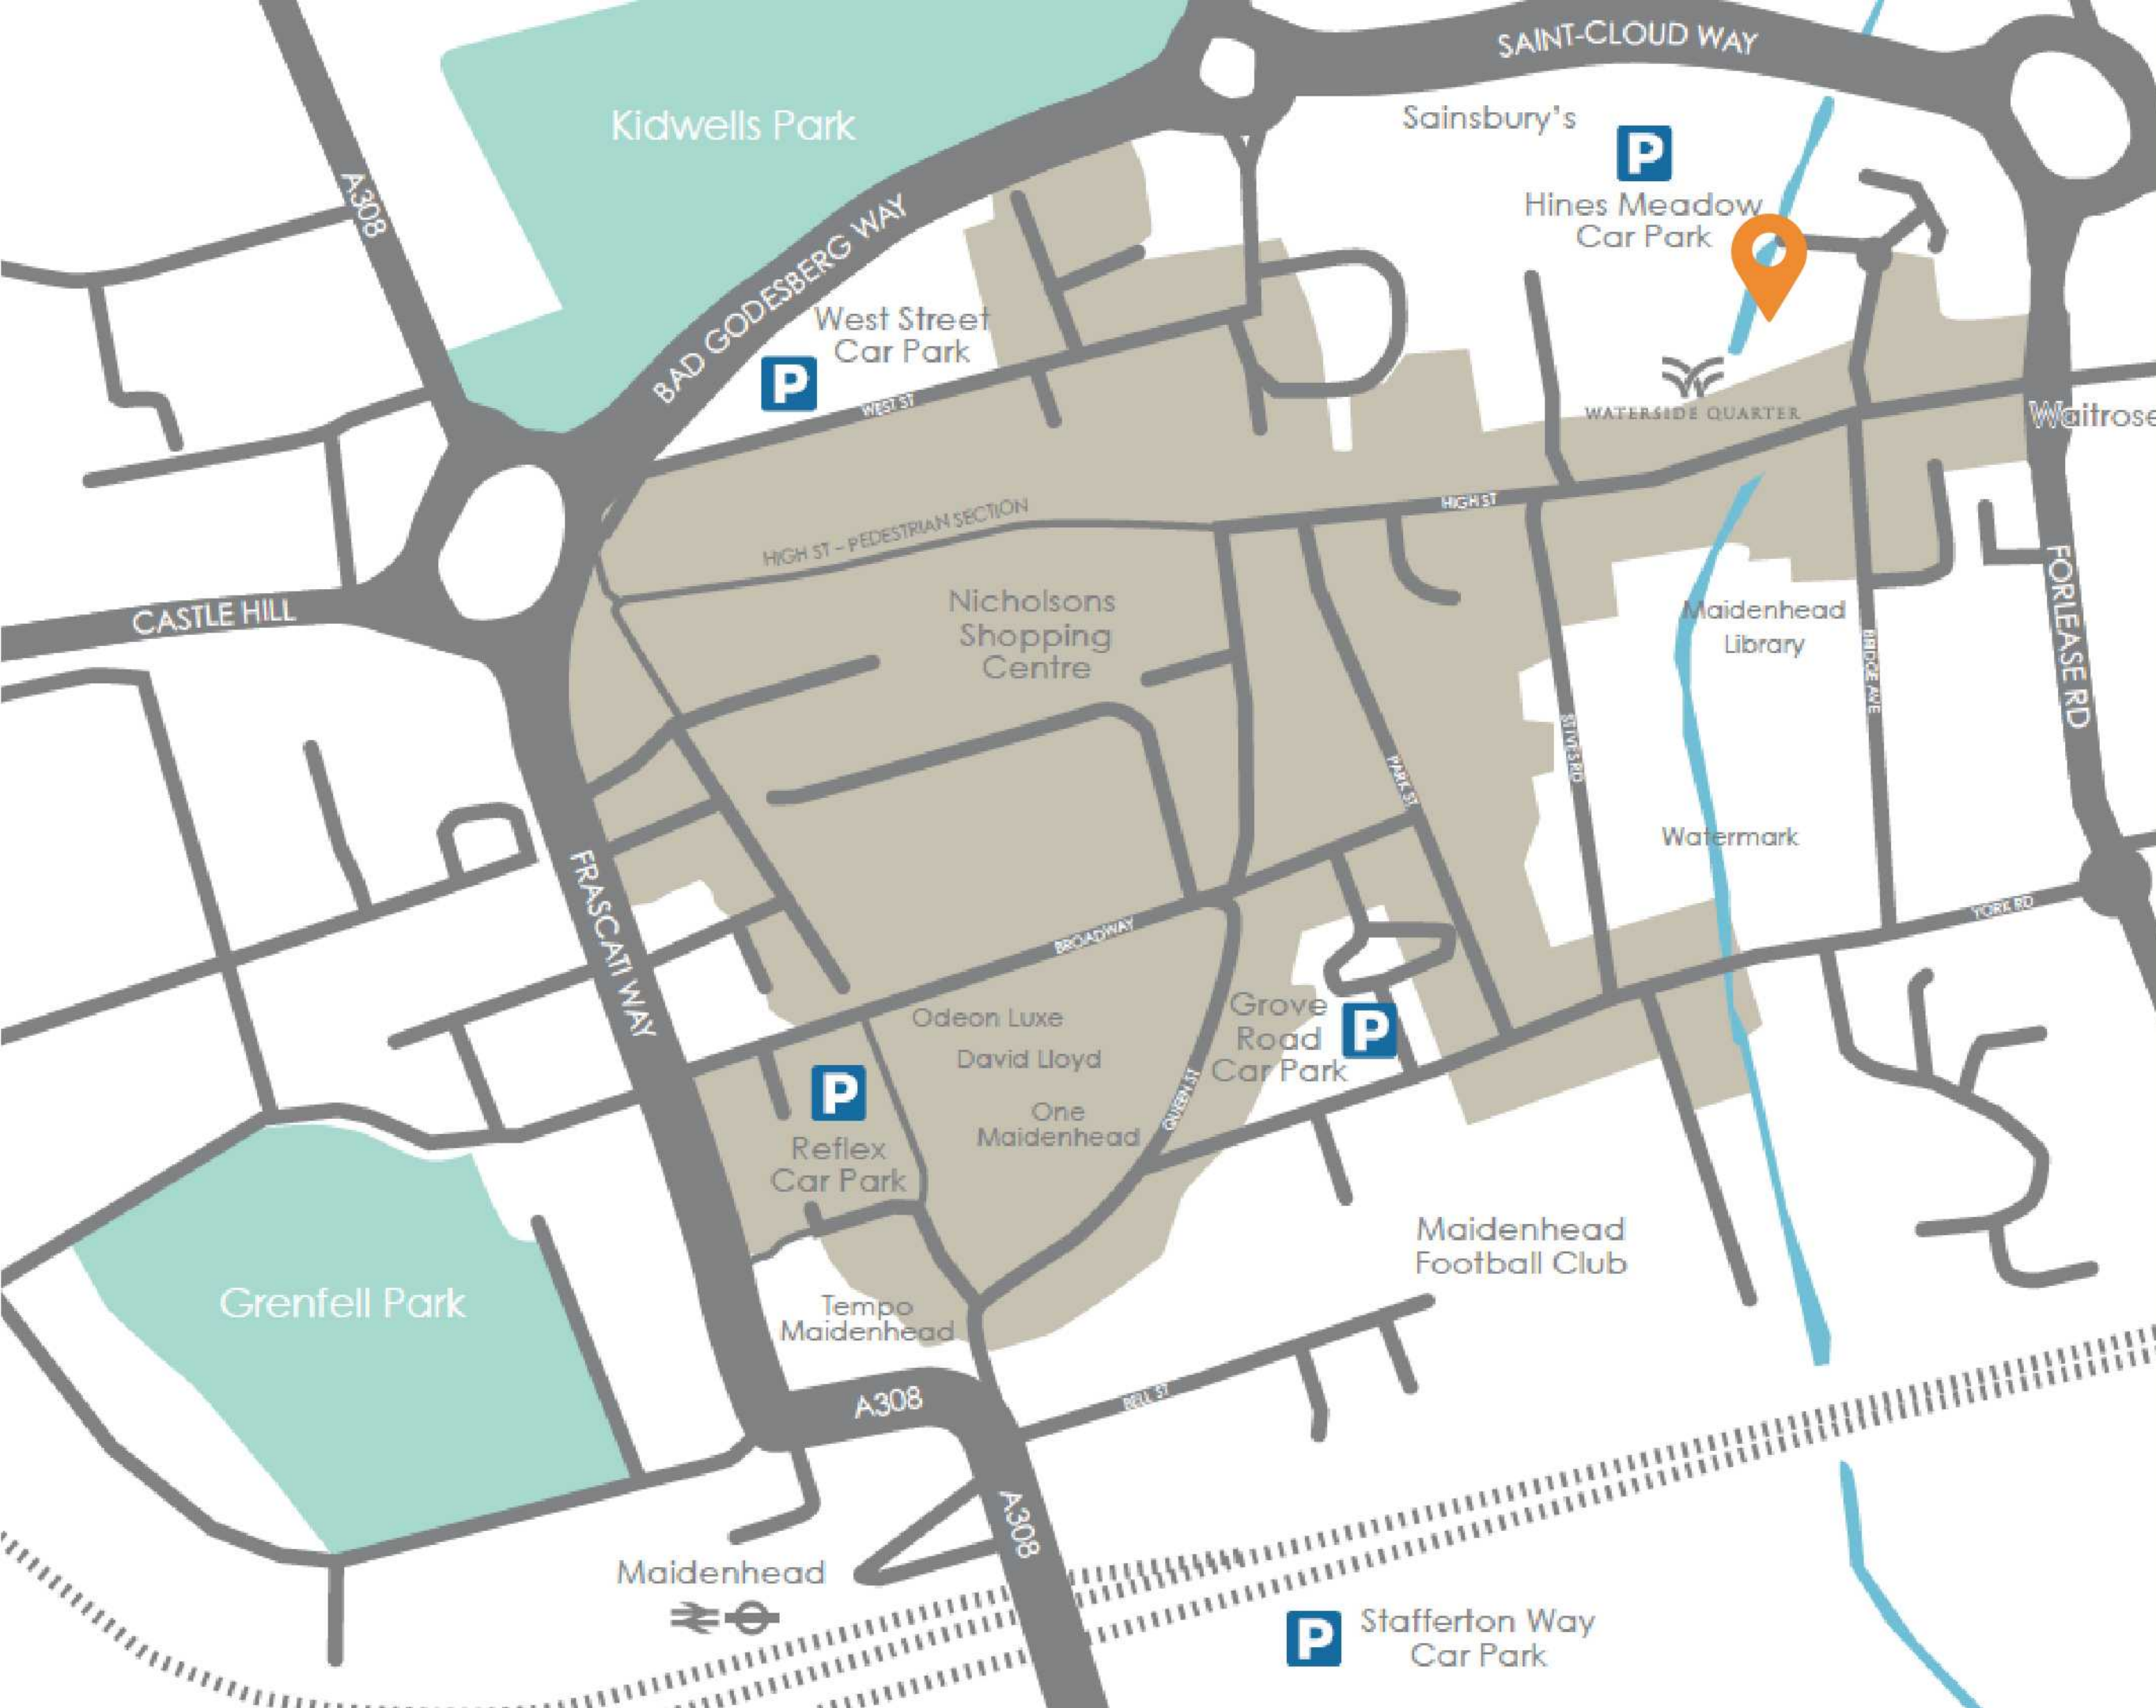 SAINT-CLOUD WAY
Kidwells Park
Sainsbury's
P
Hines Meadow
Car Park
A308
BAD GODESBERG WAY
West Street
Car Park
P
WEST ST
WATERSIDE QUARTER
Waitrose
HIGH ST
HIGH ST – PEDESTRIAN SECTION
CASTLE HILL
Nicholsons
Shopping
Centre
Maidenhead
Library
BRIDGE AVE
FORLEASE RD
ST IVES RD
PARK ST
Watermark
FRASCATI WAY
BROADWAY
YORK RD
Odeon Luxe
David Lloyd
One
Maidenhead
Grove
Road
Car Park
P
QUEEN ST
P
Reflex
Car Park
Maidenhead
Football Club
Grenfell Park
Tempo
Maidenhead
A308
BELL ST
A308
Maidenhead
P
Stafferton Way
Car Park